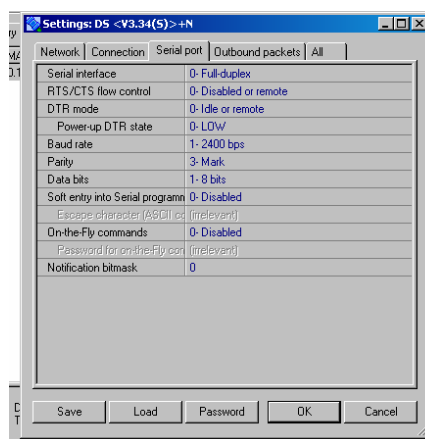 Settings: DS <V3.34(S)>+N
Network Connection Serial port Outbound packets All
Serial interface 0- Full-duplex
RTS/CTS flow control 0- Disabled or remote
DTR mode 0- Idle or remote
Power-up DTR state 0- LOW
Baud rate 1- 2400 bps
Parity 3- Mark
Data bits 1- 8 bits
Soft entry into Serial programn 0- Disabled
Escape character (ASCII cc (irrelevant)
On-the-Fly commands 0- Disabled
Password for on-the-Fly con (irrelevant)
Notification bitmask 0
Save Load Password OK Cancel